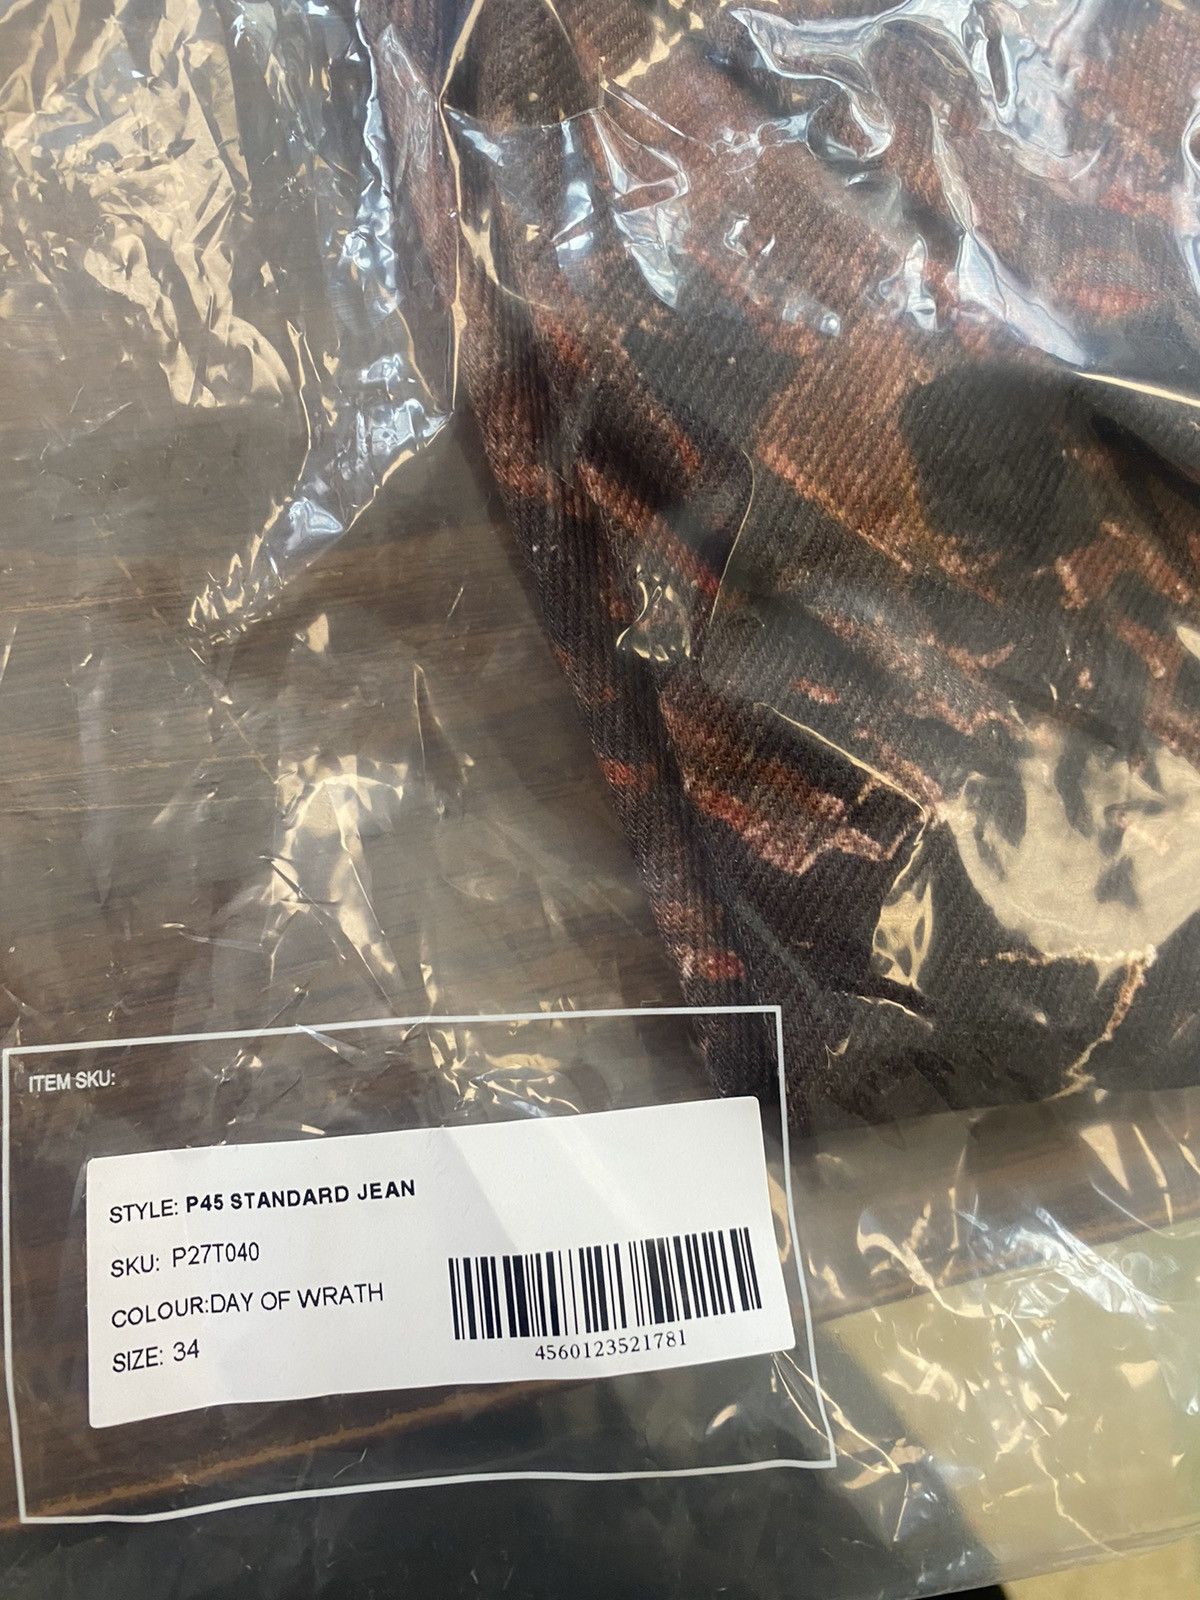 ITEM SKU:
STYLE: P45 STANDARD JEAN
SKU: P27T040
COLOUR:DAY OF WRATH
SIZE: 34
4560123521781